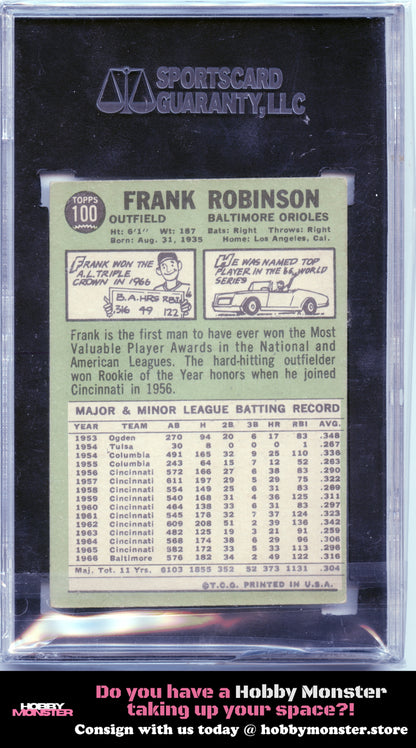 SPORTSCARD
GUARANTY, LLC
TOPPS
100
FRANK ROBINSON
OUTFIELD BALTIMORE ORIOLES
Ht: 6'1" Wt: 187 Bats: Right Throws: Right
Born: Aug. 31, 1935 Home: Los Angeles, Cal.
FRANK WON THE
A.L. TRIPLE
CROWN IN 1966
B.A. HRS RBI
.316 49 122
HE WAS NAMED TOP
PLAYER IN THE 66 WORLD
SERIES
Frank is the first man to have ever won the Most
Valuable Player Awards in the National and
American Leagues. The hard-hitting outfielder
won Rookie of the Year honors when he joined
Cincinnati in 1956.
MAJOR & MINOR LEAGUE BATTING RECORD
YEAR TEAM AB H 2B 3B HR RBI AVG.
1953 Ogden 270 94 20 6 17 83 .348
1954 Tulsa 30 8 0 0 0 1 .267
1954 Columbia 491 165 32 9 25 110 .336
1955 Columbia 243 64 15 7 12 52 .263
1956 Cincinnati 572 166 27 6 38 83 .290
1957 Cincinnati 611 197 29 5 29 75 .322
1958 Cincinnati 554 149 25 6 31 83 .269
1959 Cincinnati 540 168 31 4 36 125 .311
1960 Cincinnati 464 138 33 6 31 83 .297
1961 Cincinnati 545 176 32 7 37 124 .323
1962 Cincinnati 609 208 51 2 39 136 .342
1963 Cincinnati 482 125 19 3 21 91 .259
1964 Cincinnati 568 174 38 6 29 96 .306
1965 Cincinnati 582 172 33 5 33 113 .296
1966 Baltimore 576 182 34 2 49 122 .316
Maj. Tot. 11 Yrs. 6103 1855 352 52 373 1131 .304
©T.C.G. PRINTED IN U.S.A.
HOBBY
MONSTER
Do you have a Hobby Monster
taking up your space?!
Consign with us today @ hobbymonster.store